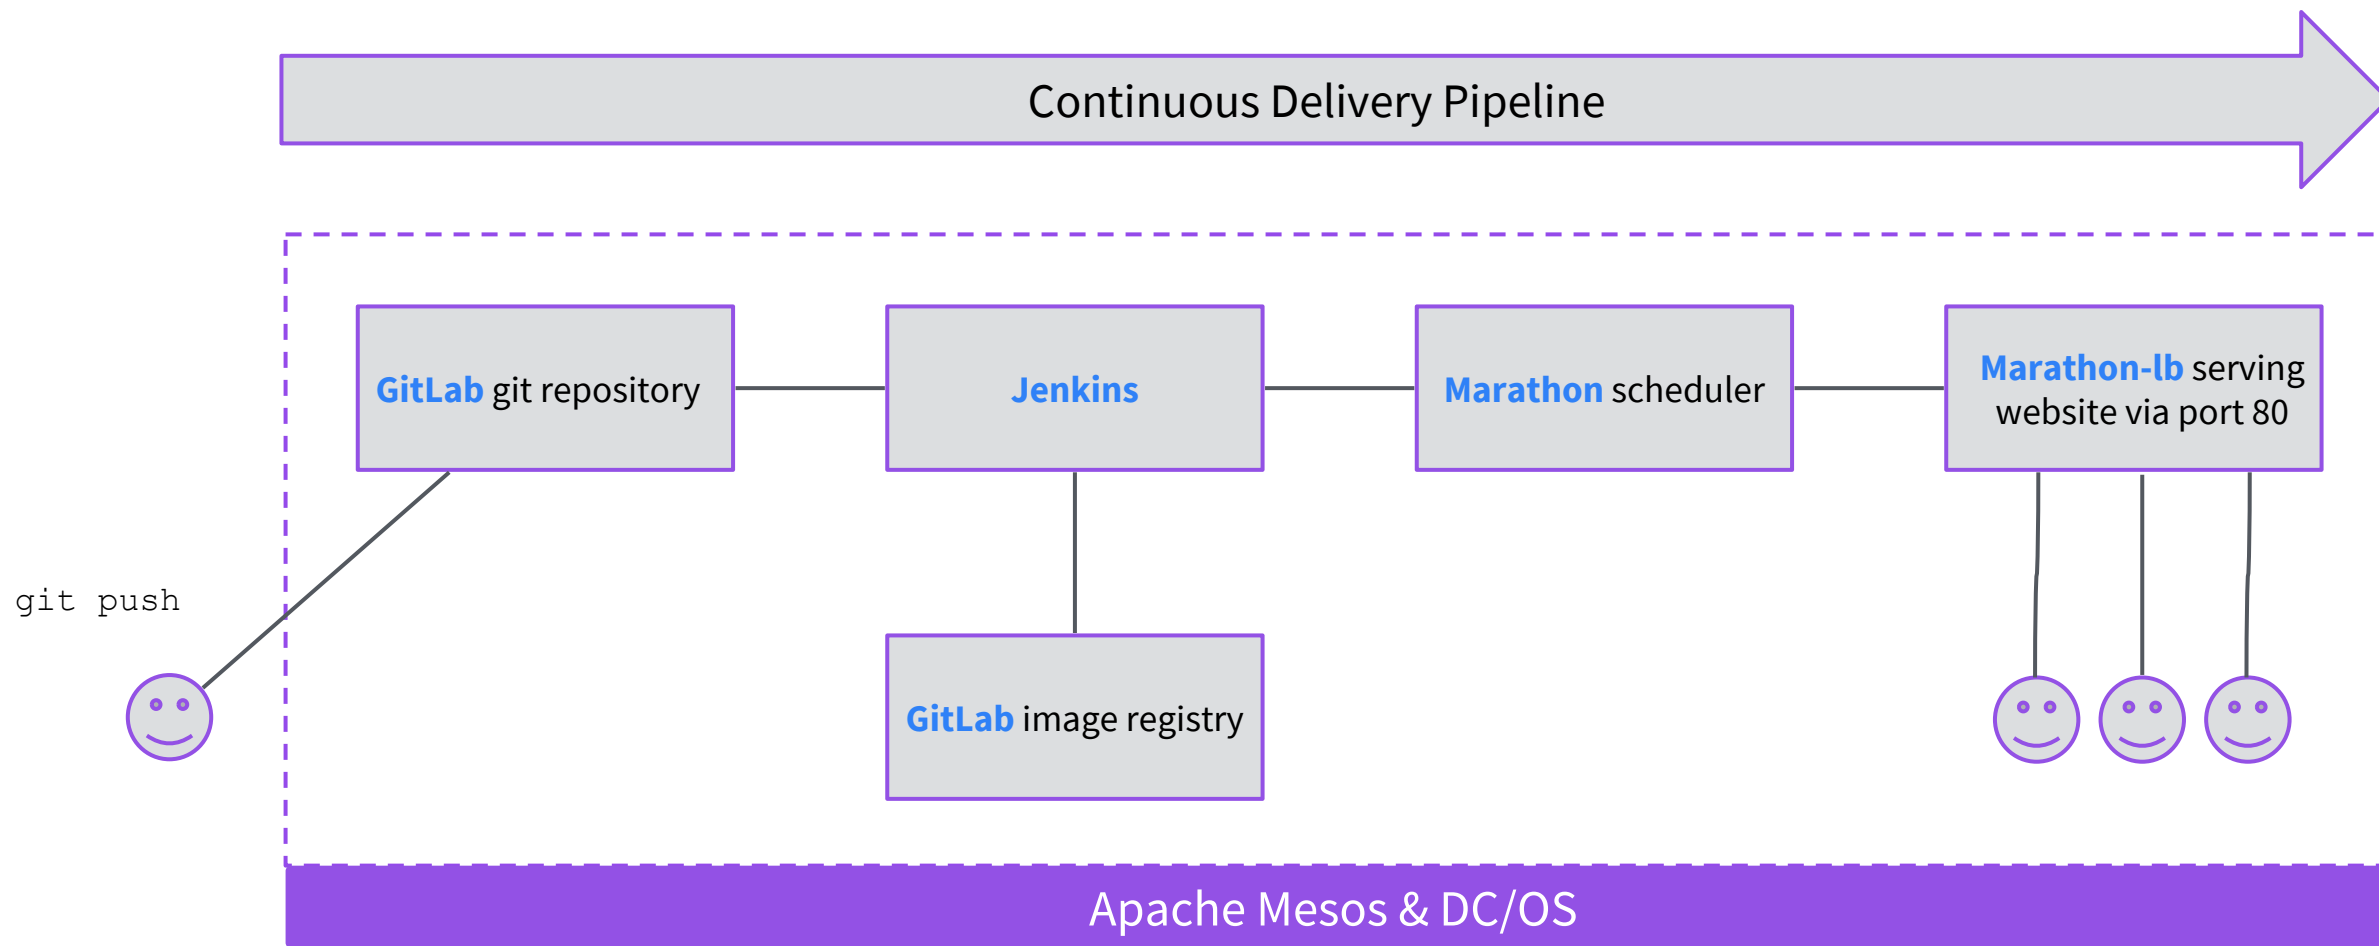 Continuous Delivery Pipeline
GitLab git repository
Jenkins
Marathon scheduler
Marathon-lb serving
website via port 80
git push
GitLab image registry
Apache Mesos & DC/OS